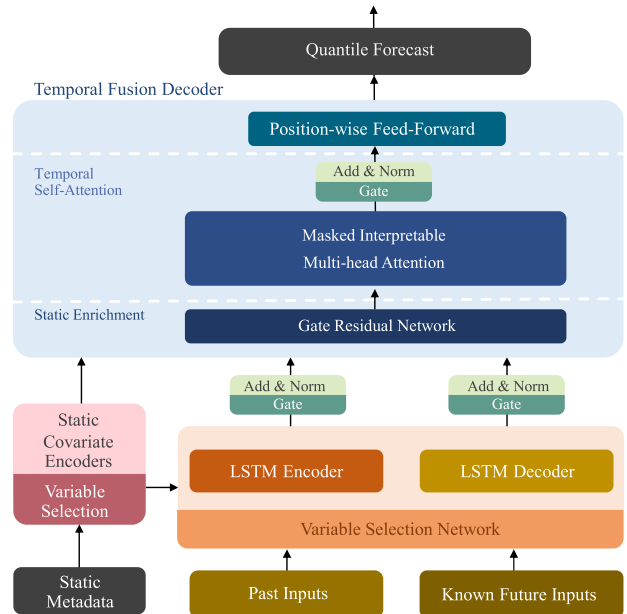 Quantile Forecast
Temporal Fusion Decoder
Position-wise Feed-Forward
Temporal
Self-Attention
Add & Norm
Gate
Masked Interpretable
Multi-head Attention
Static Enrichment
Gate Residual Network
Add & Norm
Gate
Add & Norm
Gate
Static
Covariate
Encoders
Variable
Selection
LSTM Encoder
LSTM Decoder
Variable Selection Network
Static
Metadata
Past Inputs
Known Future Inputs